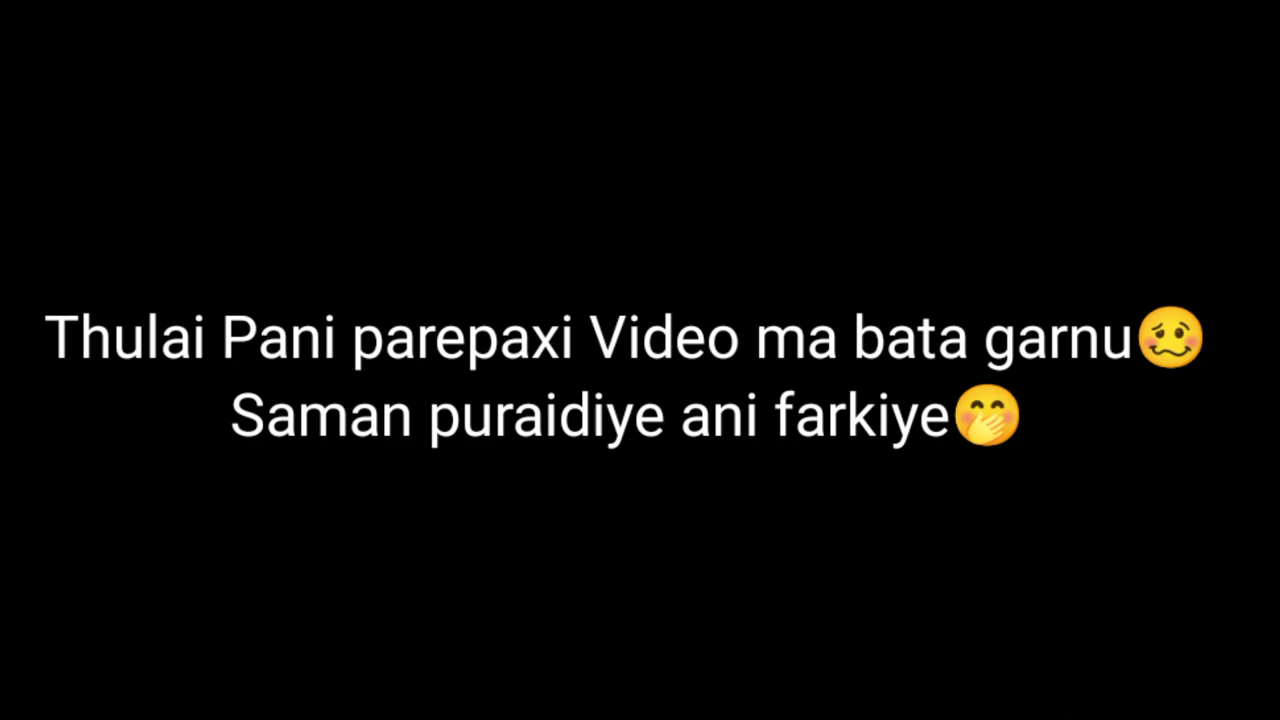 Thulai Pani parepaxi Video ma bata garnu🥴
Saman puraidiye ani farkiye🤭